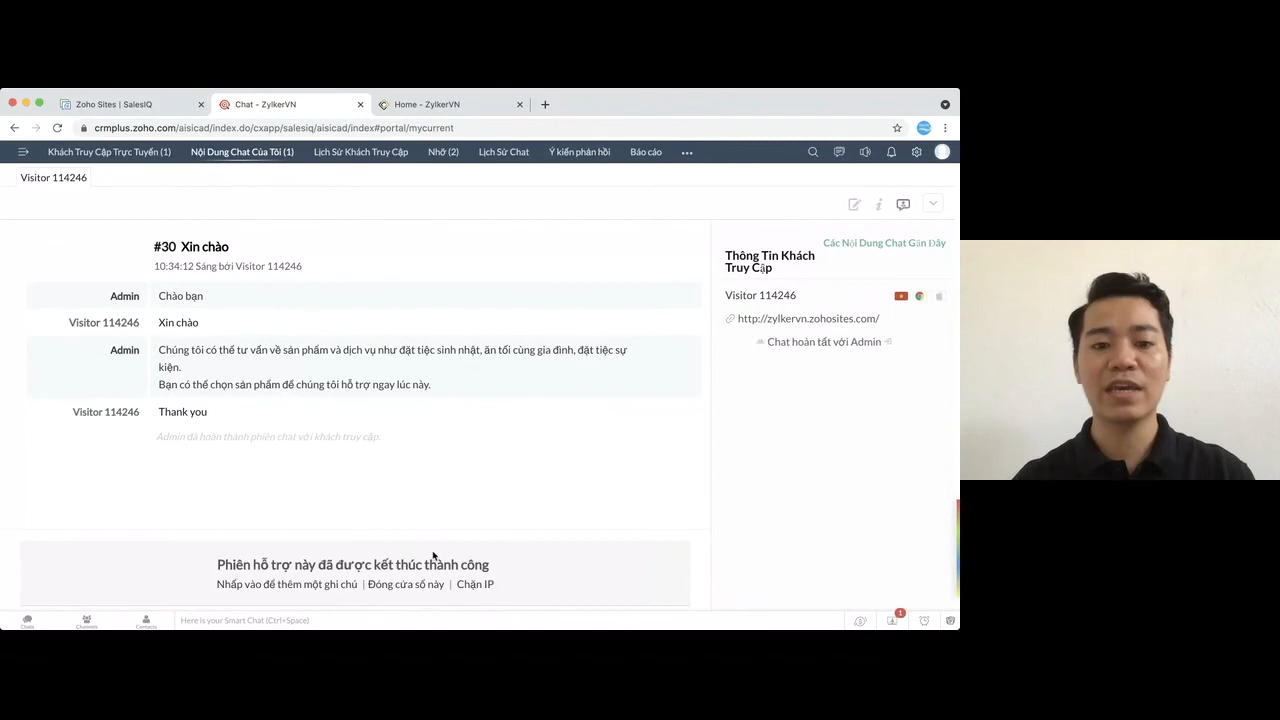 Zoho Sites | SalesIQ
Chat - ZylkerVN
Home - ZylkerVN
crmplus.zoho.com/aisicad/index.do/cxapp/salesiq/aisicad/index#portal/mycurrent
Khách Truy Cập Trực Tuyến (1)
Nội Dung Chat Của Tôi (1)
Lịch Sử Khách Truy Cập
Nhỡ (2)
Lịch Sử Chat
Ý kiến phản hồi
Báo cáo
Visitor 114246
#30 Xin chào
10:34:12 Sáng bởi Visitor 114246
Admin Chào bạn
Visitor 114246 Xin chào
Admin Chúng tôi có thể tư vấn về sản phẩm và dịch vụ như đặt tiệc sinh nhật, ăn tối cùng gia đình, đặt tiệc sự
kiện.
Bạn có thể chọn sản phẩm để chúng tôi hỗ trợ ngay lúc này.
Visitor 114246 Thank you
Admin đã hoàn thành phiên chat với khách truy cập.
Phiên hỗ trợ này đã được kết thúc thành công
Nhấp vào để thêm một ghi chú | Đóng cửa sổ này | Chặn IP
Các Nội Dung Chat Gần Đây
Thông Tin Khách
Truy Cập
Visitor 114246
http://zylkervn.zohosites.com/
Chat hoàn tất với Admin
Chats
Channels
Contacts
Here is your Smart Chat (Ctrl+Space)
1